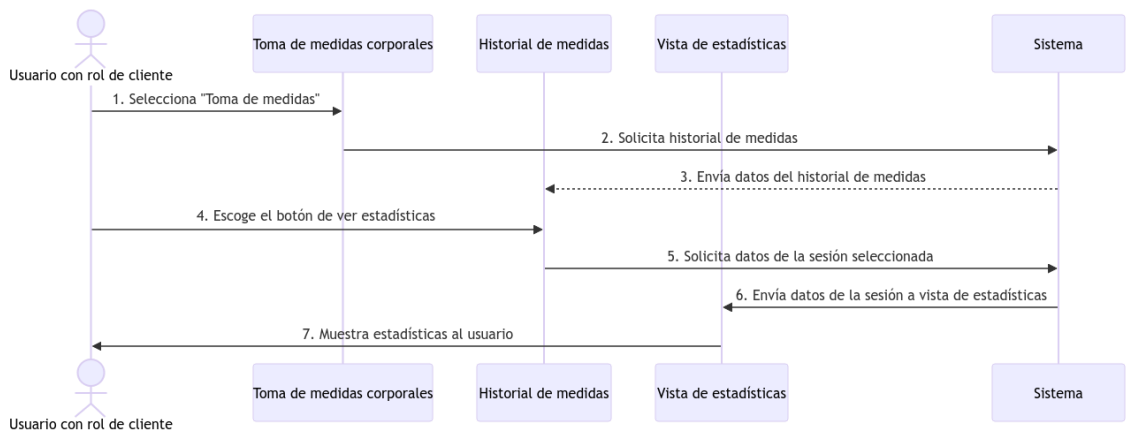 Usuario con rol de cliente
Toma de medidas corporales
Historial de medidas
Vista de estadísticas
Sistema
1. Selecciona "Toma de medidas"
2. Solicita historial de medidas
3. Envía datos del historial de medidas
4. Escoge el botón de ver estadísticas
5. Solicita datos de la sesión seleccionada
6. Envía datos de la sesión a vista de estadísticas
7. Muestra estadísticas al usuario
Usuario con rol de cliente
Toma de medidas corporales
Historial de medidas
Vista de estadísticas
Sistema